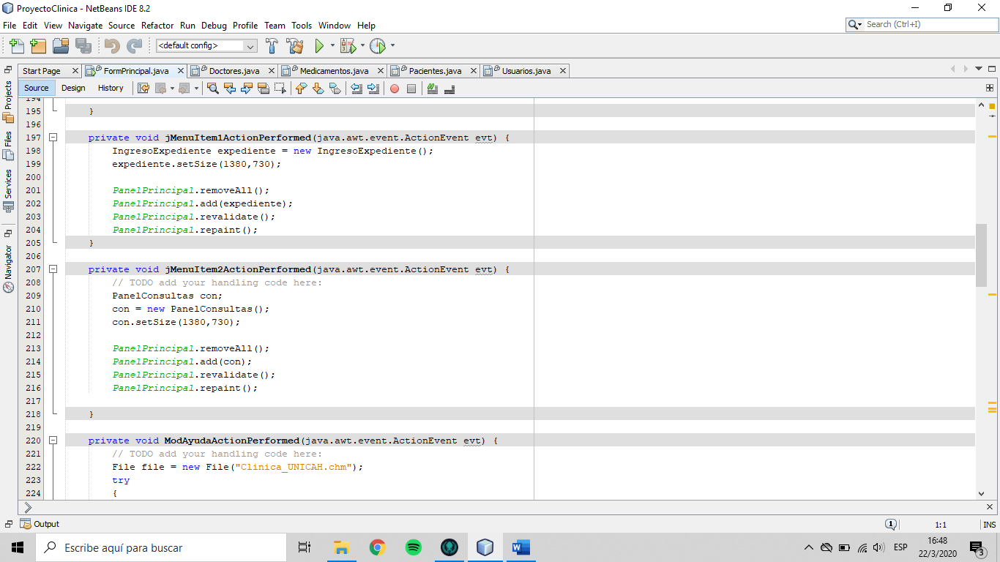 ProyectoClinica - NetBeans IDE 8.2
File Edit View Navigate Source Refactor Run Debug Profile Team Tools Window Help
Search (Ctrl+I)
<default config>
Start Page FormPrincipal.java Doctores.java Medicamentos.java Pacientes.java Usuarios.java
Source Design History
Projects
Files
Services
Navigator
194
195 }
196
197 private void jMenuItem1ActionPerformed(java.awt.event.ActionEvent evt) {
198 IngresoExpediente expediente = new IngresoExpediente();
199 expediente.setSize(1380,730);
200
201 PanelPrincipal.removeAll();
202 PanelPrincipal.add(expediente);
203 PanelPrincipal.revalidate();
204 PanelPrincipal.repaint();
205 }
206
207 private void jMenuItem2ActionPerformed(java.awt.event.ActionEvent evt) {
208 // TODO add your handling code here:
209 PanelConsultas con;
210 con = new PanelConsultas();
211 con.setSize(1380,730);
212
213 PanelPrincipal.removeAll();
214 PanelPrincipal.add(con);
215 PanelPrincipal.revalidate();
216 PanelPrincipal.repaint();
217
218 }
219
220 private void ModAyudaActionPerformed(java.awt.event.ActionEvent evt) {
221 // TODO add your handling code here:
222 File file = new File("Clinica_UNICAH.chm");
223 try
224 {
Output
1
1:1
INS
Escribe aquí para buscar
ESP
16:48
22/3/2020
3